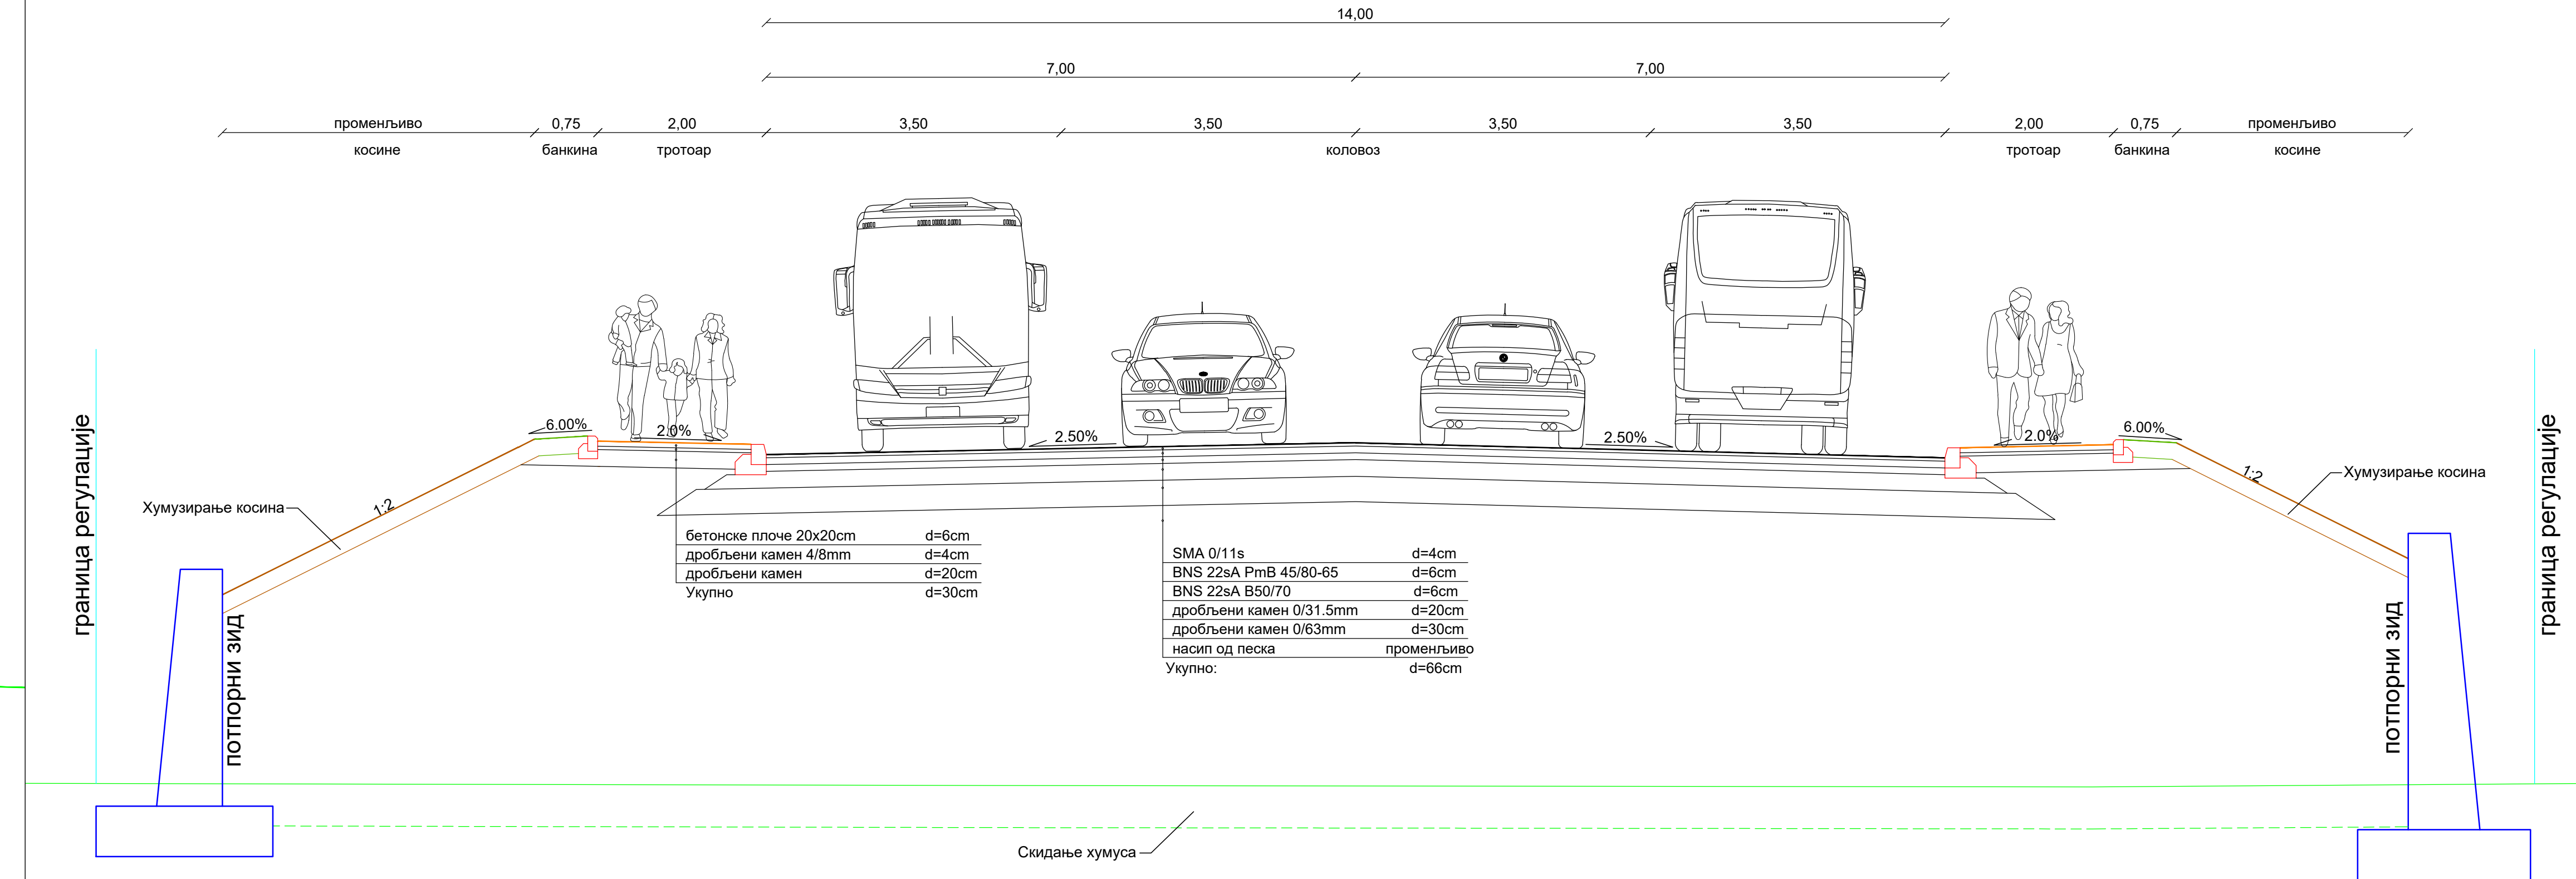 14,00
7,00 7,00
променљиво 0,75 2,00 3,50 3,50 3,50 3,50 2,00 0,75 променљиво
косине банкина тротоар коловоз тротоар банкина косине
6.00% 2.0% 2.50% 2.50% 2.0% 6.00%
граница регулације
граница регулације
Хумузирање косина
1:2
1:2
Хумузирање косина
бетонске плоче 20x20cm d=6cm
дробљени камен 4/8mm d=4cm
дробљени камен d=20cm
Укупно d=30cm
SMA 0/11s d=4cm
BNS 22sA PmB 45/80-65 d=6cm
BNS 22sA B50/70 d=6cm
дробљени камен 0/31.5mm d=20cm
дробљени камен 0/63mm d=30cm
насип од песка променљиво
Укупно: d=66cm
потпорни зид
потпорни зид
Скидање хумуса